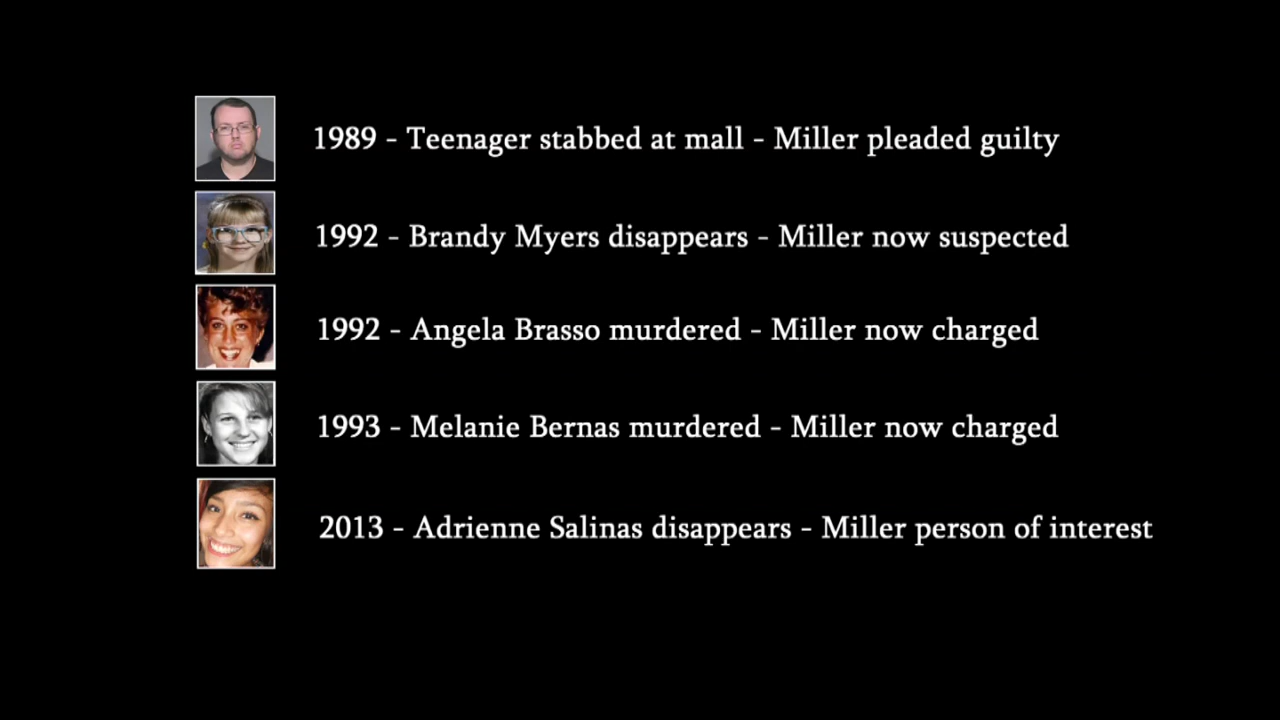 1989 - Teenager stabbed at mall - Miller pleaded guilty
1992 - Brandy Myers disappears - Miller now suspected
1992 - Angela Brasso murdered - Miller now charged
1993 - Melanie Bernas murdered - Miller now charged
2013 - Adrienne Salinas disappears - Miller person of interest